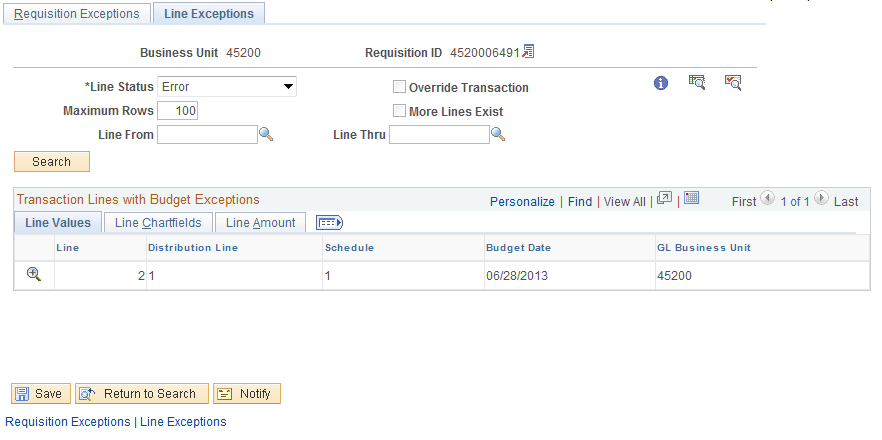 Requisition Exceptions Line Exceptions
Business Unit 45200 Requisition ID 4520006491
*Line Status Error Override Transaction
Maximum Rows 100 More Lines Exist
Line From Line Thru
Search
Transaction Lines with Budget Exceptions Personalize | Find | View All | | First 1 of 1 Last
Line Values Line Chartfields Line Amount
Line Distribution Line Schedule Budget Date GL Business Unit
2 1 1 06/28/2013 45200
Save Return to Search Notify
Requisition Exceptions | Line Exceptions